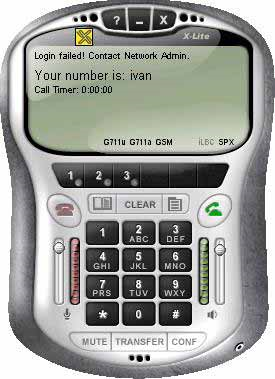 ? – X
X-Lite
Login failed! Contact Network Admin.
Your number is: ivan
Call Timer: 0:00:00
G711u G711a GSM iLBC SPX
1 2 3
CLEAR
1 2 ABC 3 DEF
4 GHI 5 JKL 6 MNO
7 PRS 8 TUV 9 WXY
* 0 #
MUTE TRANSFER CONF